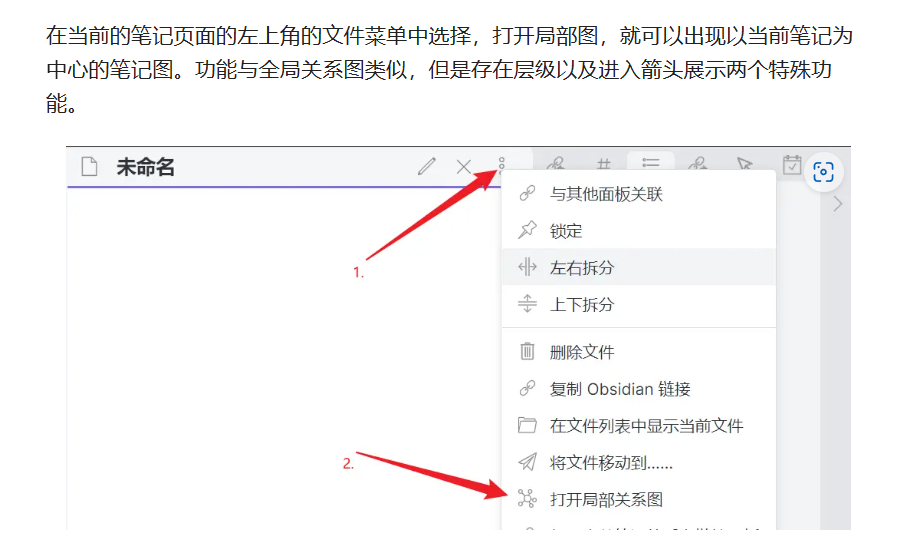 在当前的笔记页面的左上角的文件菜单中选择，打开局部图，就可以出现以当前笔记为
中心的笔记图。功能与全局关系图类似，但是存在层级以及进入箭头展示两个特殊功
能。
未命名
1.
与其他面板关联
锁定
左右拆分
上下拆分
删除文件
复制 Obsidian 链接
在文件列表中显示当前文件
2.
将文件移动到......
打开局部关系图